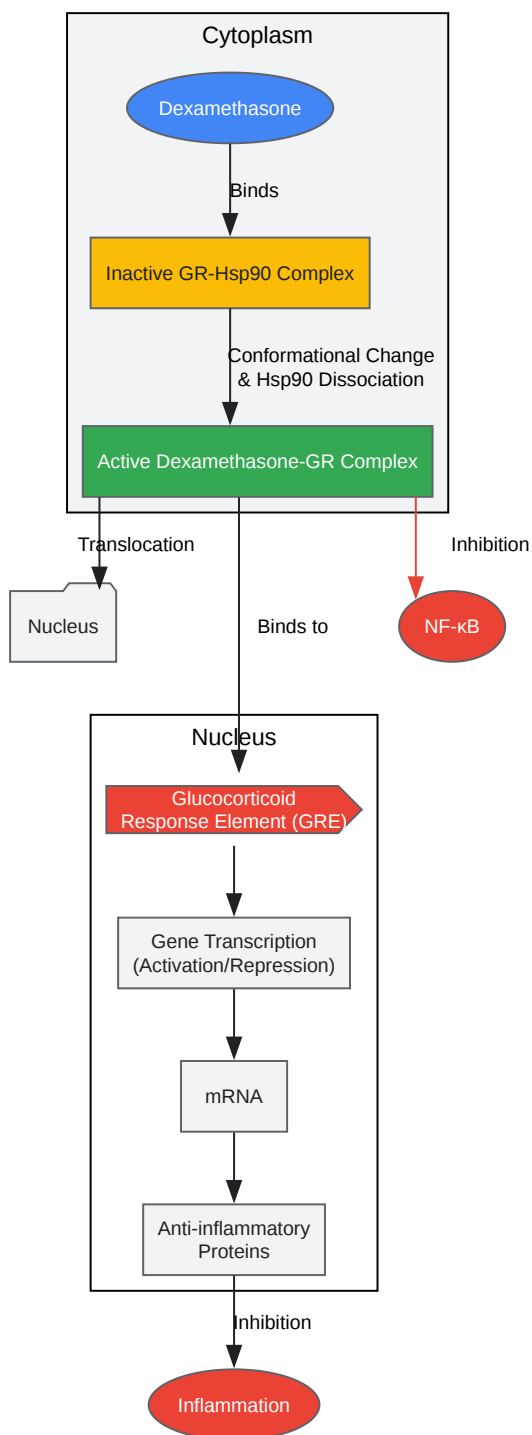 Cytoplasm
Dexamethasone
Binds
Inactive GR-Hsp90 Complex
Conformational Change
& Hsp90 Dissociation
Active Dexamethasone-GR Complex
Translocation
Inhibition
Nucleus
Binds to
NF-κB
Nucleus
Glucocorticoid
Response Element (GRE)
Gene Transcription
(Activation/Repression)
mRNA
Anti-inflammatory
Proteins
Inhibition
Inflammation